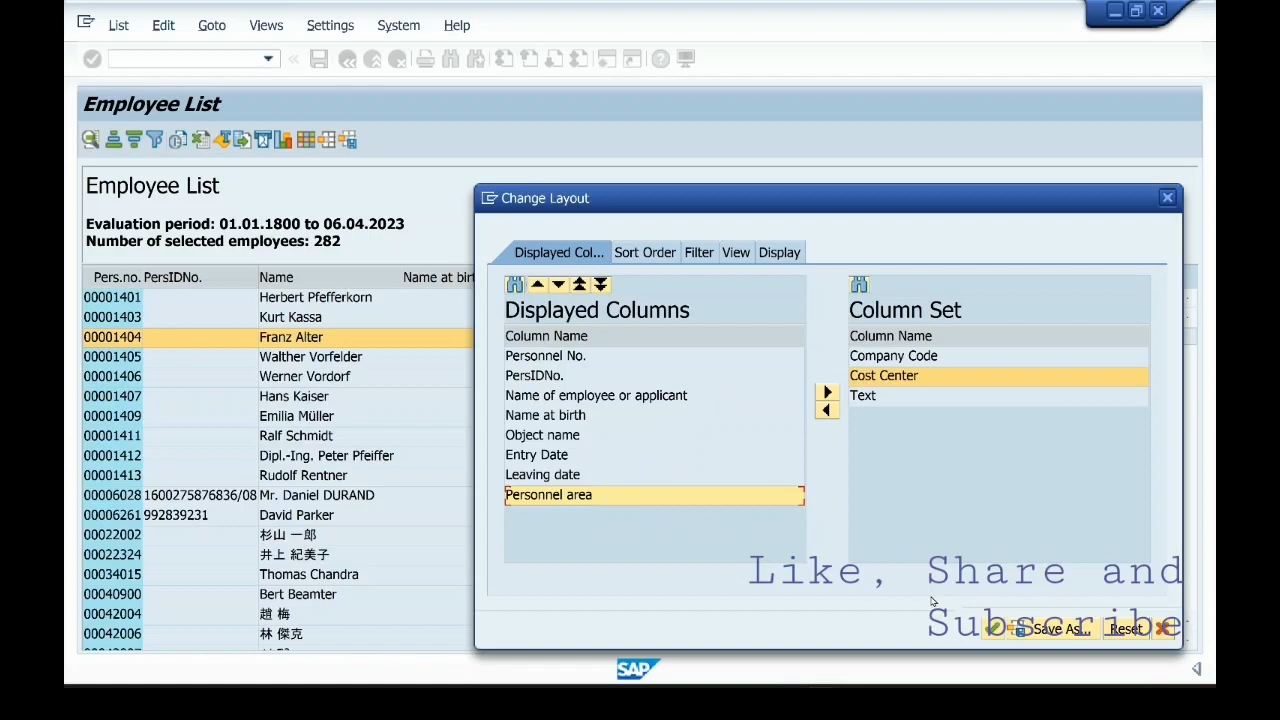 List Edit Goto Views Settings System Help
Employee List
Employee List
Evaluation period: 01.01.1800 to 06.04.2023
Number of selected employees: 282
Pers.no. PersIDNo. Name Name at birt
00001401 Herbert Pfefferkorn
00001403 Kurt Kassa
00001404 Franz Alter
00001405 Walther Vorfelder
00001406 Werner Vordorf
00001407 Hans Kaiser
00001409 Emilia Müller
00001411 Ralf Schmidt
00001412 Dipl.-Ing. Peter Pfeiffer
00001413 Rudolf Rentner
00006028 1600275876836/08 Mr. Daniel DURAND
00006261 992839231 David Parker
00022002 杉山 一郎
00022324 井上 紀美子
00034015 Thomas Chandra
00040900 Bert Beamter
00042004 趙 梅
00042006 林 傑克
Change Layout
Displayed Col... Sort Order Filter View Display
Displayed Columns
Column Name
Personnel No.
PersIDNo.
Name of employee or applicant
Name at birth
Object name
Entry Date
Leaving date
Personnel area
Column Set
Column Name
Company Code
Cost Center
Text
Like, Share and
Subscribe
Save As... Reset
SAP